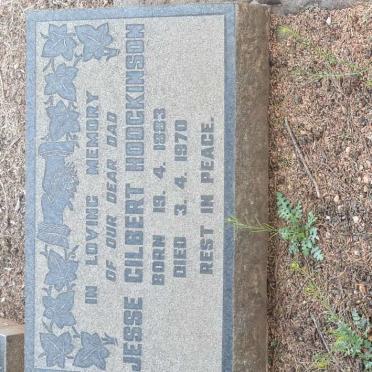 IN LOVING MEMORY
OF OUR DEAR DAD
JESSE GILBERT HODCKINSON
BORN 19. 4. 1893
DIED 3. 4. 1970
REST IN PEACE.